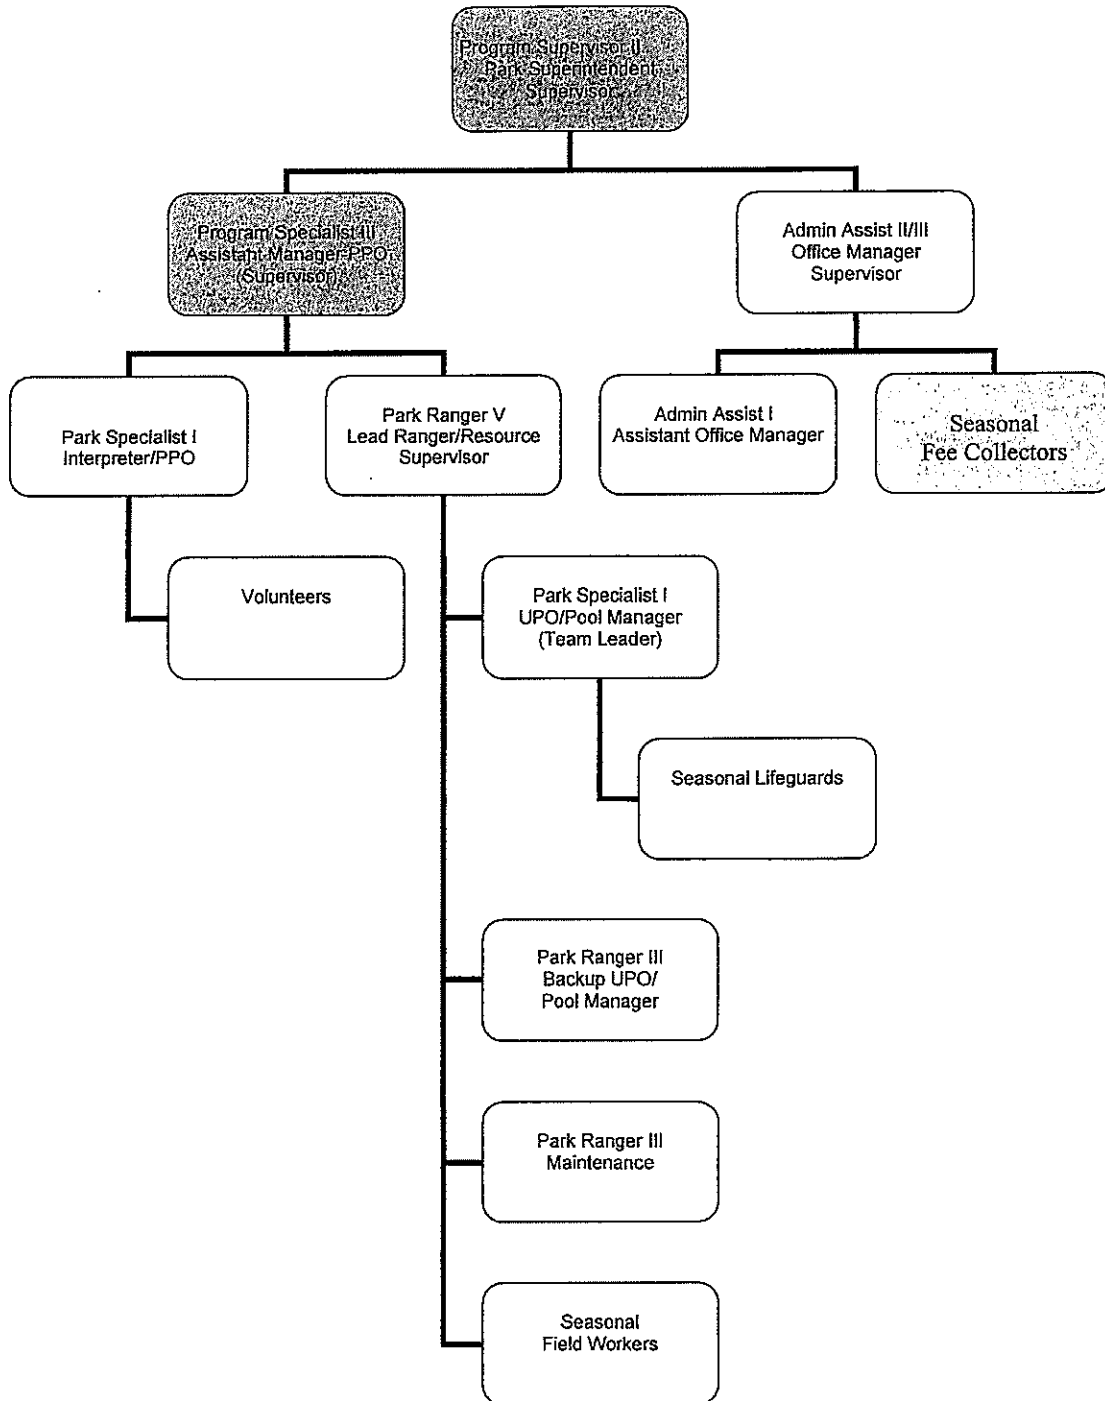 Program Supervisor II
Park Superintendent
Supervisor
Program Specialist III
Assistant Manager-PPO
(Supervisor)
Admin Assist II/III
Office Manager
Supervisor
Park Specialist I
Interpreter/PPO
Park Ranger V
Lead Ranger/Resource
Supervisor
Admin Assist I
Assistant Office Manager
Seasonal
Fee Collectors
Volunteers
Park Specialist I
UPO/Pool Manager
(Team Leader)
Seasonal Lifeguards
Park Ranger III
Backup UPO/
Pool Manager
Park Ranger III
Maintenance
Seasonal
Field Workers